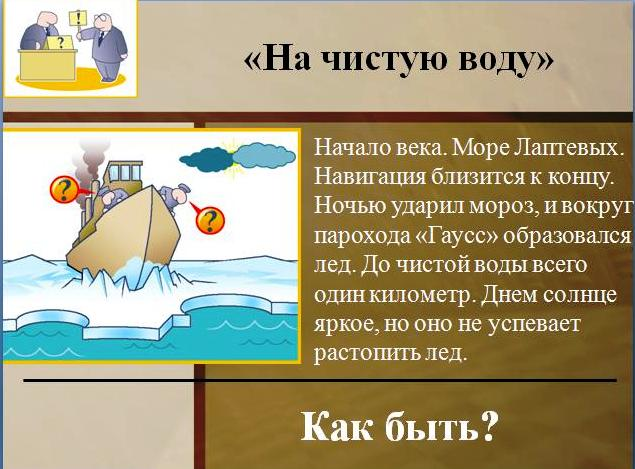 «На чистую воду»
Начало века. Море Лаптевых.
Навигация близится к концу.
Ночью ударил мороз, и вокруг
парохода «Гаусс» образовался
лед. До чистой воды всего
один километр. Днем солнце
яркое, но оно не успевает
растопить лед.
Как быть?